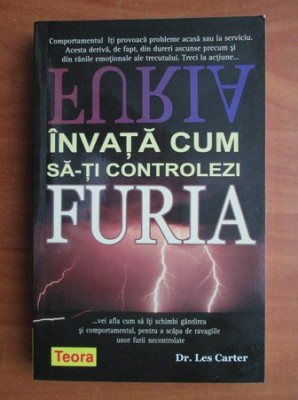 Comportamentul îți provoacă probleme acasă sau la serviciu.
Acesta derivă, de fapt, din dureri ascunse precum și
din rănile emoționale ale trecutului. Treci la acțiune...
FURIA
ÎNVAȚĂ CUM
SĂ-ȚI CONTROLEZI
FURIA
...vei afla cum să îți schimbi gândirea
și comportamentul, pentru a scăpa de ravagiile
unor furii necontrolate
Teora
Dr. Les Carter